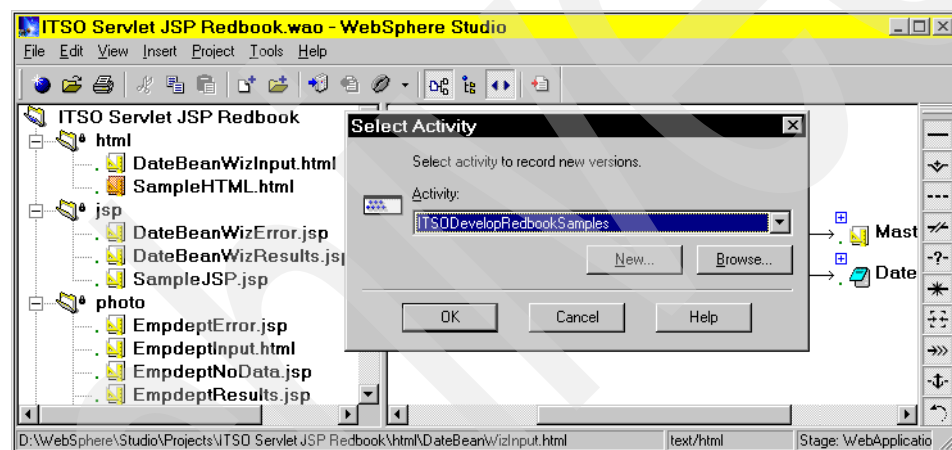 ITSO Servlet JSP Redbook.wao - WebSphere Studio
File Edit View Insert Project Tools Help
ITSO Servlet JSP Redbook
html
DateBeanWizInput.html
SampleHTML.html
jsp
DateBeanWizError.jsp
DateBeanWizResults.jsp
SampleJSP.jsp
photo
EmpdeptError.jsp
EmpdeptInput.html
EmpdeptNoData.jsp
EmpdeptResults.jsp
Select Activity
Select activity to record new versions.
Activity:
ITSODevelopRedbookSamples
New... Browse...
OK Cancel Help
Mast
Date
D:\WebSphere\Studio\Projects\ITSO Servlet JSP Redbook\html\DateBeanWizInput.html text/html Stage: WebApplicatio